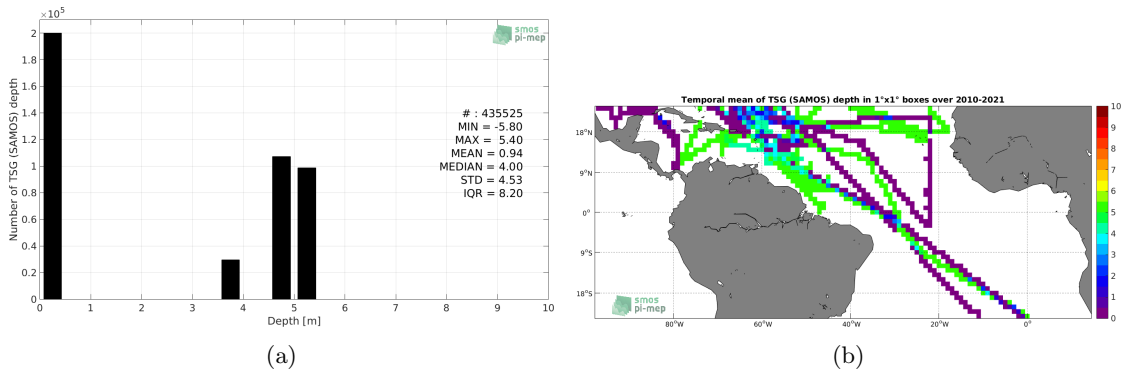 ×10⁵
2
1.8
1.6
1.4
1.2
1
0.8
0.6
0.4
0.2
0
Number of TSG (SAMOS) depth
smos
pi-mep
# : 435525
MIN = -5.80
MAX = 5.40
MEAN = 0.94
MEDIAN = 4.00
STD = 4.53
IQR = 8.20
0 1 2 3 4 5 6 7 8 9 10
Depth [m]
(a)
Temporal mean of TSG (SAMOS) depth in 1°x1° boxes over 2010-2021
18°N
9°N
0°
9°S
18°S
80°W 60°W 40°W 20°W 0°
smos
pi-mep
10
9
8
7
6
5
4
3
2
1
0
(b)